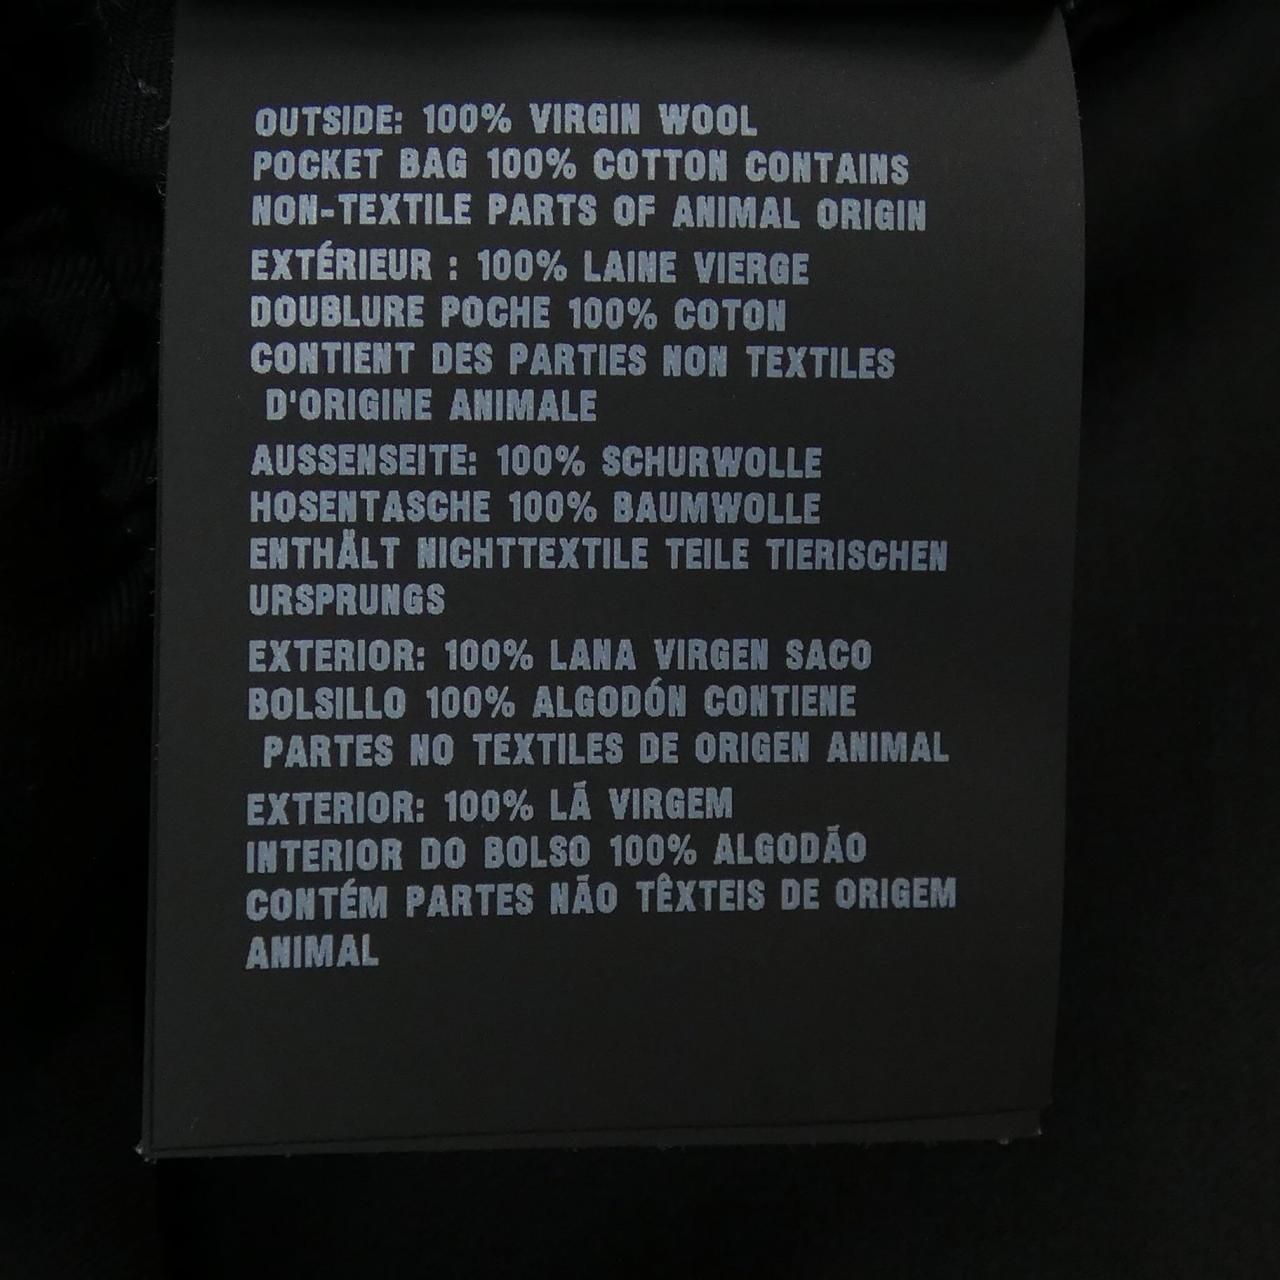 OUTSIDE: 100% VIRGIN WOOL
POCKET BAG 100% COTTON CONTAINS
NON-TEXTILE PARTS OF ANIMAL ORIGIN
EXTÉRIEUR : 100% LAINE VIERGE
DOUBLURE POCHE 100% COTON
CONTIENT DES PARTIES NON TEXTILES
D'ORIGINE ANIMALE
AUSSENSEITE: 100% SCHURWOLLE
HOSENTASCHE 100% BAUMWOLLE
ENTHÄLT NICHTTEXTILE TEILE TIERISCHEN
URSPRUNGS
EXTERIOR: 100% LANA VIRGEN SACO
BOLSILLO 100% ALGODÓN CONTIENE
PARTES NO TEXTILES DE ORIGEN ANIMAL
EXTERIOR: 100% LÃ VIRGEM
INTERIOR DO BOLSO 100% ALGODÃO
CONTÉM PARTES NÃO TÊXTEIS DE ORIGEM
ANIMAL